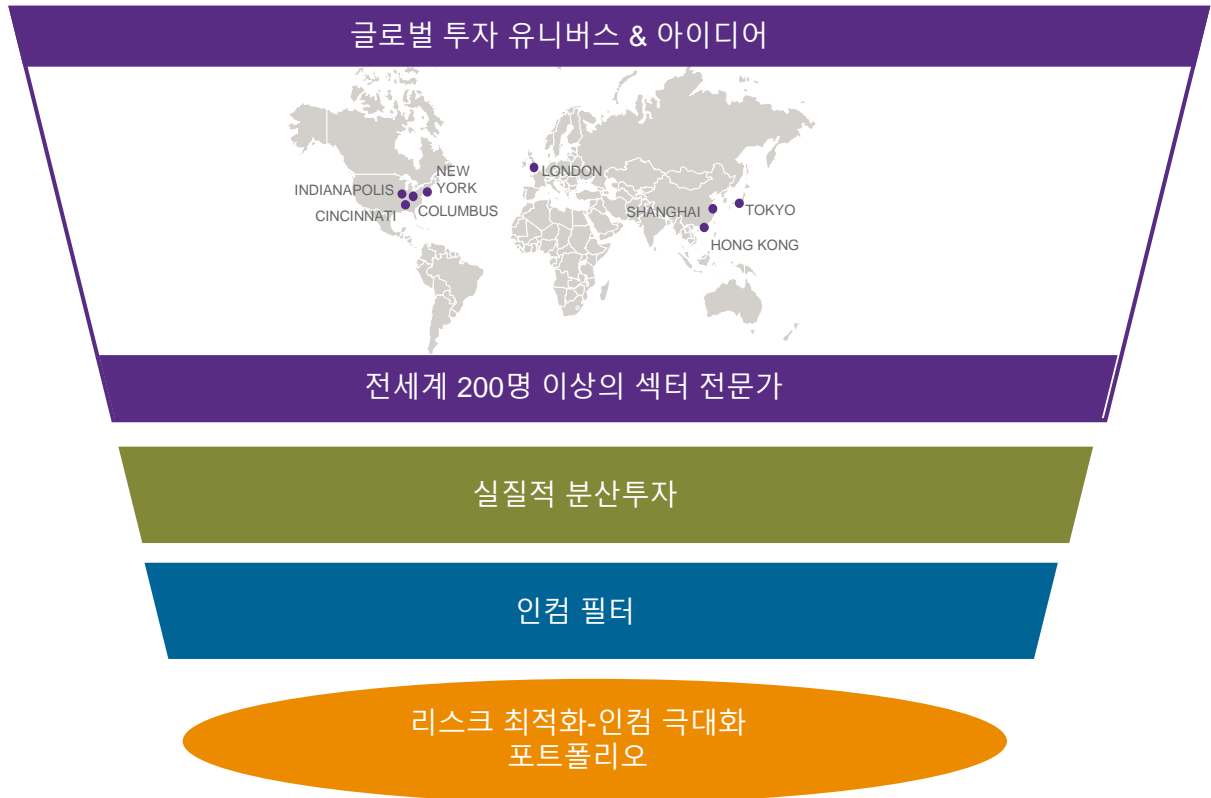 글로벌 투자 유니버스 & 아이디어
NEW
YORK
LONDON
INDIANAPOLIS
CINCINNATI
COLUMBUS
SHANGHAI
TOKYO
HONG KONG
전세계 200명 이상의 섹터 전문가
실질적 분산투자
인컴 필터
리스크 최적화-인컴 극대화
포트폴리오